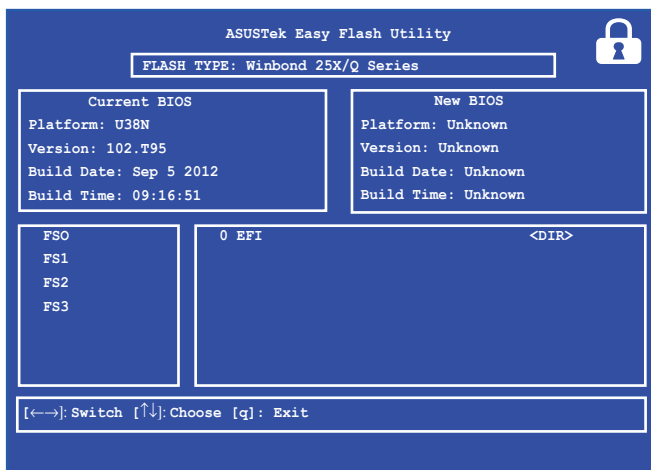 ASUSTek Easy Flash Utility
FLASH TYPE: Winbond 25X/Q Series
Current BIOS
Platform: U38N
Version: 102.T95
Build Date: Sep 5 2012
Build Time: 09:16:51
New BIOS
Platform: Unknown
Version: Unknown
Build Date: Unknown
Build Time: Unknown
FSO
FS1
FS2
FS3
0 EFI <DIR>
[←→]: Switch [↑↓]: Choose [q]: Exit